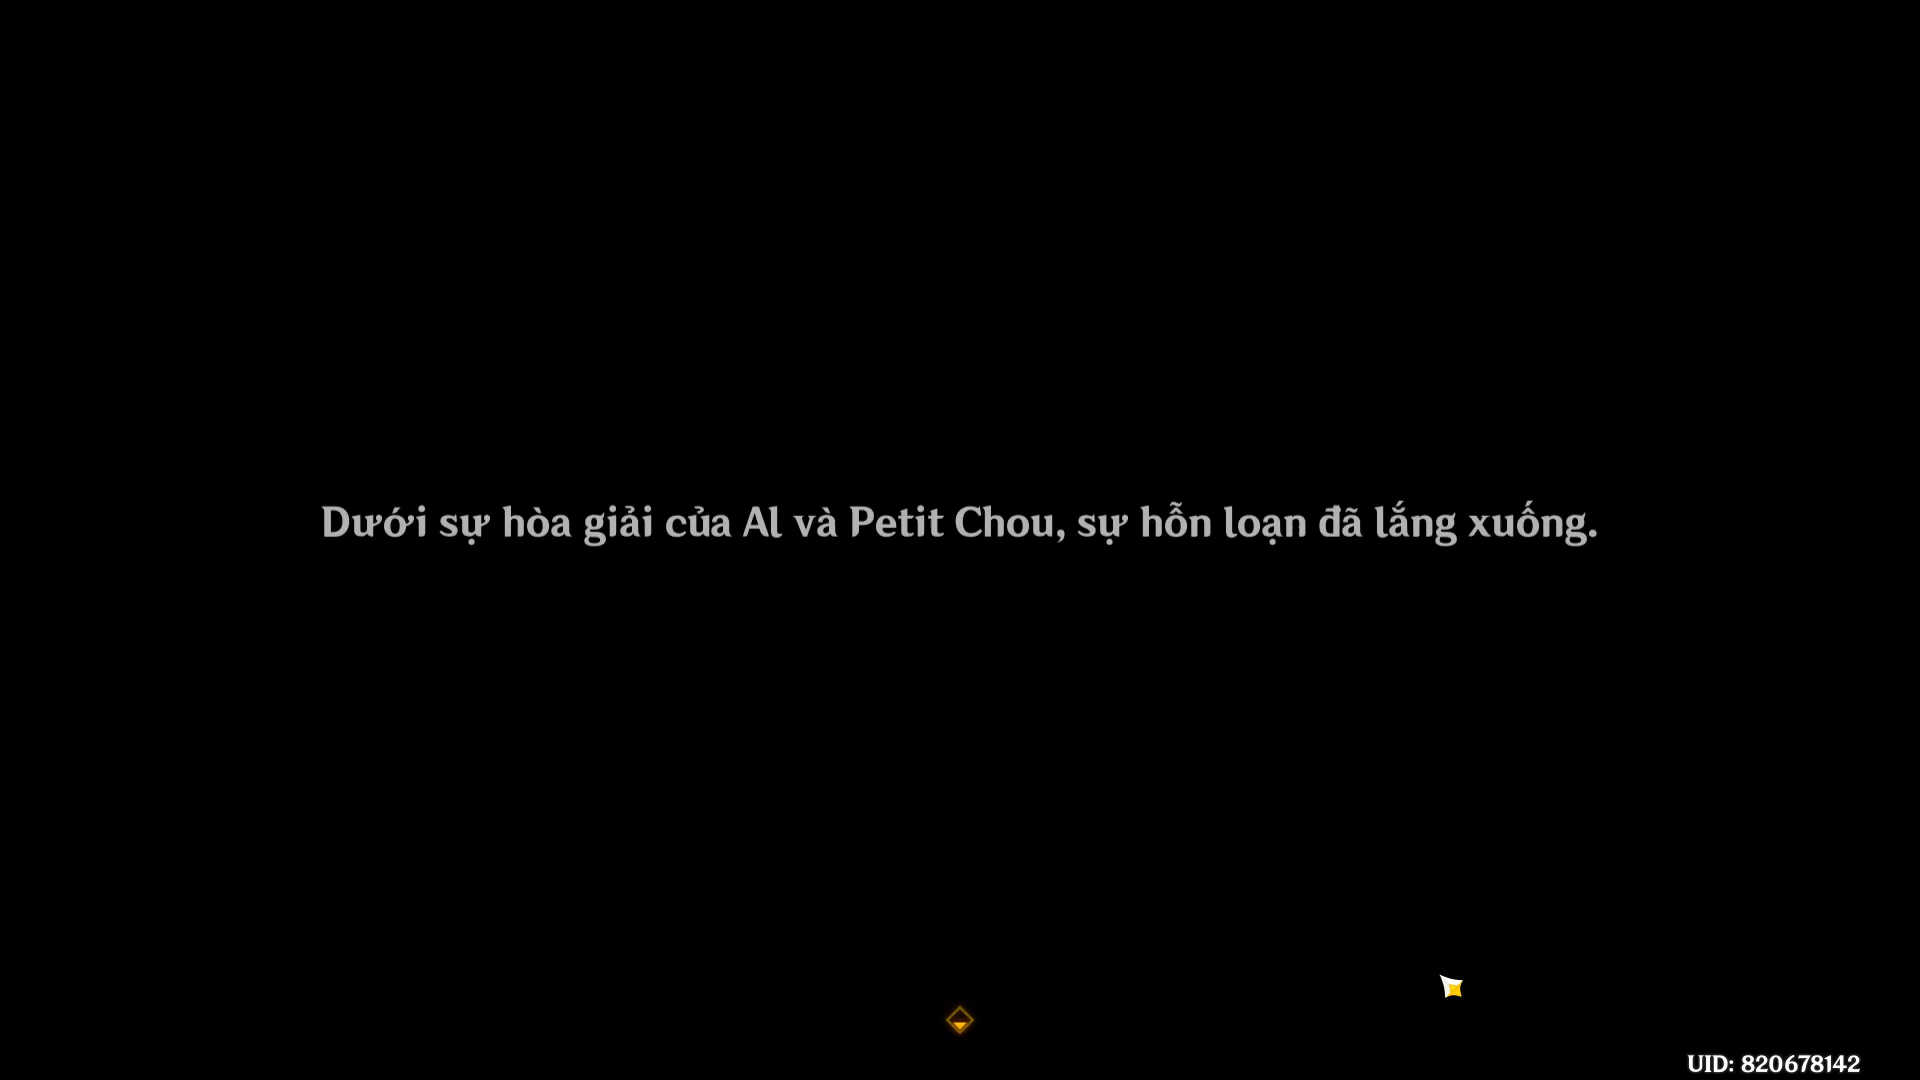 Dưới sự hòa giải của Al và Petit Chou, sự hỗn loạn đã lắng xuống.
UID: 820678142